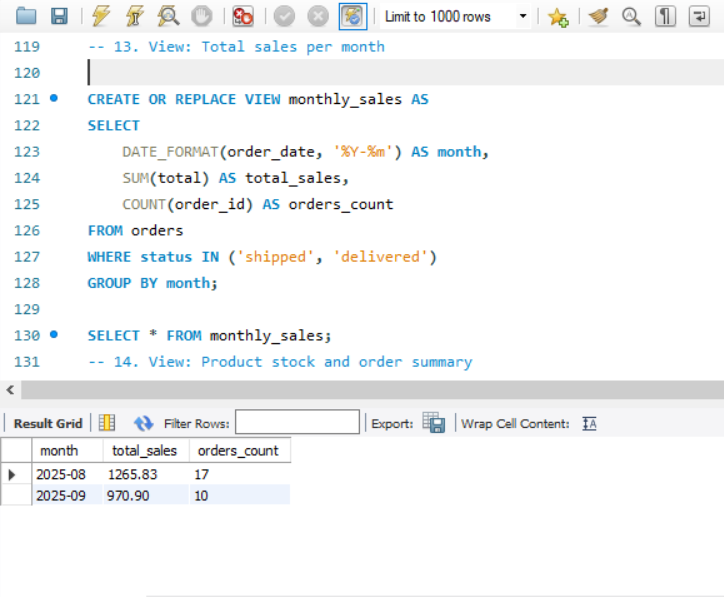 Limit to 1000 rows
119 -- 13. View: Total sales per month
120
121 CREATE OR REPLACE VIEW monthly_sales AS
122 SELECT
123 DATE_FORMAT(order_date, '%Y-%m') AS month,
124 SUM(total) AS total_sales,
125 COUNT(order_id) AS orders_count
126 FROM orders
127 WHERE status IN ('shipped', 'delivered')
128 GROUP BY month;
129
130 SELECT * FROM monthly_sales;
131 -- 14. View: Product stock and order summary
Result Grid Filter Rows: Export: Wrap Cell Content: IA
month total_sales orders_count
2025-08 1265.83 17
2025-09 970.90 10